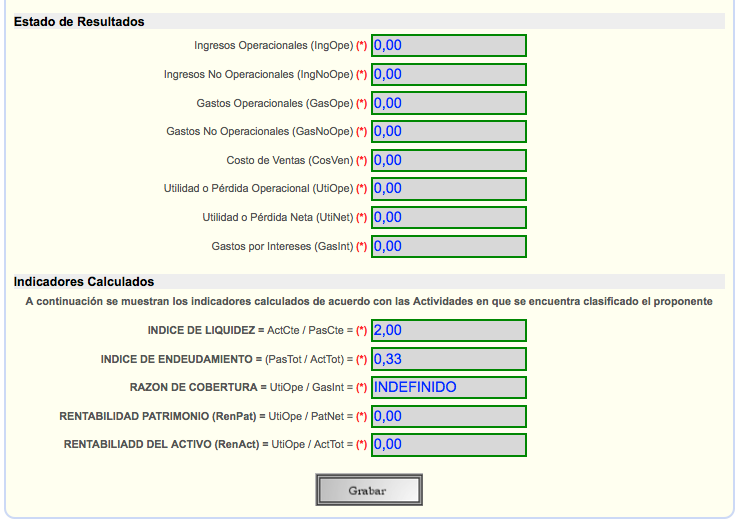 Estado de Resultados
Ingresos Operacionales (IngOpe) (*) 0,00
Ingresos No Operacionales (IngNoOpe) (*) 0,00
Gastos Operacionales (GasOpe) (*) 0,00
Gastos No Operacionales (GasNoOpe) (*) 0,00
Costo de Ventas (CosVen) (*) 0,00
Utilidad o Pérdida Operacional (UtiOpe) (*) 0,00
Utilidad o Pérdida Neta (UtiNet) (*) 0,00
Gastos por Intereses (GasInt) (*) 0,00
Indicadores Calculados
A continuación se muestran los indicadores calculados de acuerdo con las Actividades en que se encuentra clasificado el proponente
INDICE DE LIQUIDEZ = ActCte / PasCte = (*) 2,00
INDICE DE ENDEUDAMIENTO = (PasTot / ActTot) = (*) 0,33
RAZON DE COBERTURA = UtiOpe / GasInt = (*) INDEFINIDO
RENTABILIDAD PATRIMONIO (RenPat) = UtiOpe / PatNet = (*) 0,00
RENTABILIADD DEL ACTIVO (RenAct) = UtiOpe / ActTot = (*) 0,00
Grabar